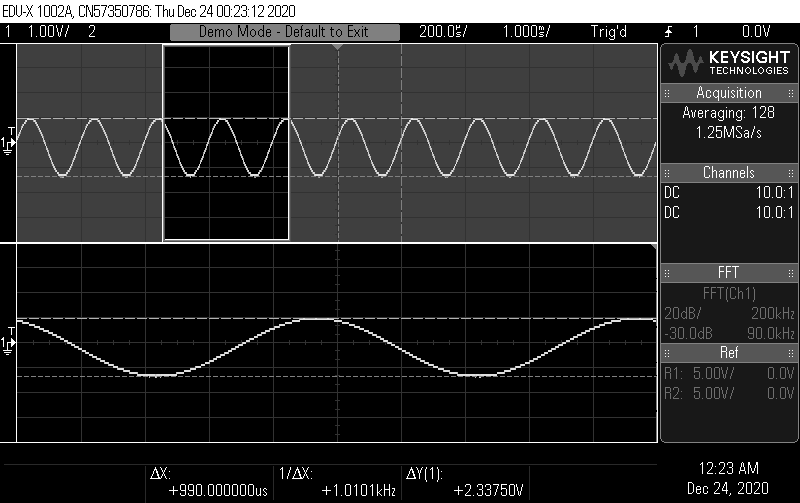 EDU-X 1002A, CN57350786: Thu Dec 24 00:23:12 2020
1 1.00V/ 2 Demo Mode - Default to Exit 200.0us/ 1.000ms/ Trig'd 1 0.0V
KEYSIGHT
TECHNOLOGIES
Acquisition
Averaging: 128
1.25MSa/s
Channels
DC 10.0:1
DC 10.0:1
FFT
FFT(Ch1)
20dB/ 200kHz
-30.0dB 90.0kHz
Ref
R1: 5.00V/ 0.0V
R2: 5.00V/ 0.0V
T
1
T
1
ΔX: 1/ΔX: ΔY(1):
+990.000000us +1.0101kHz +2.33750V
12:23 AM
Dec 24, 2020